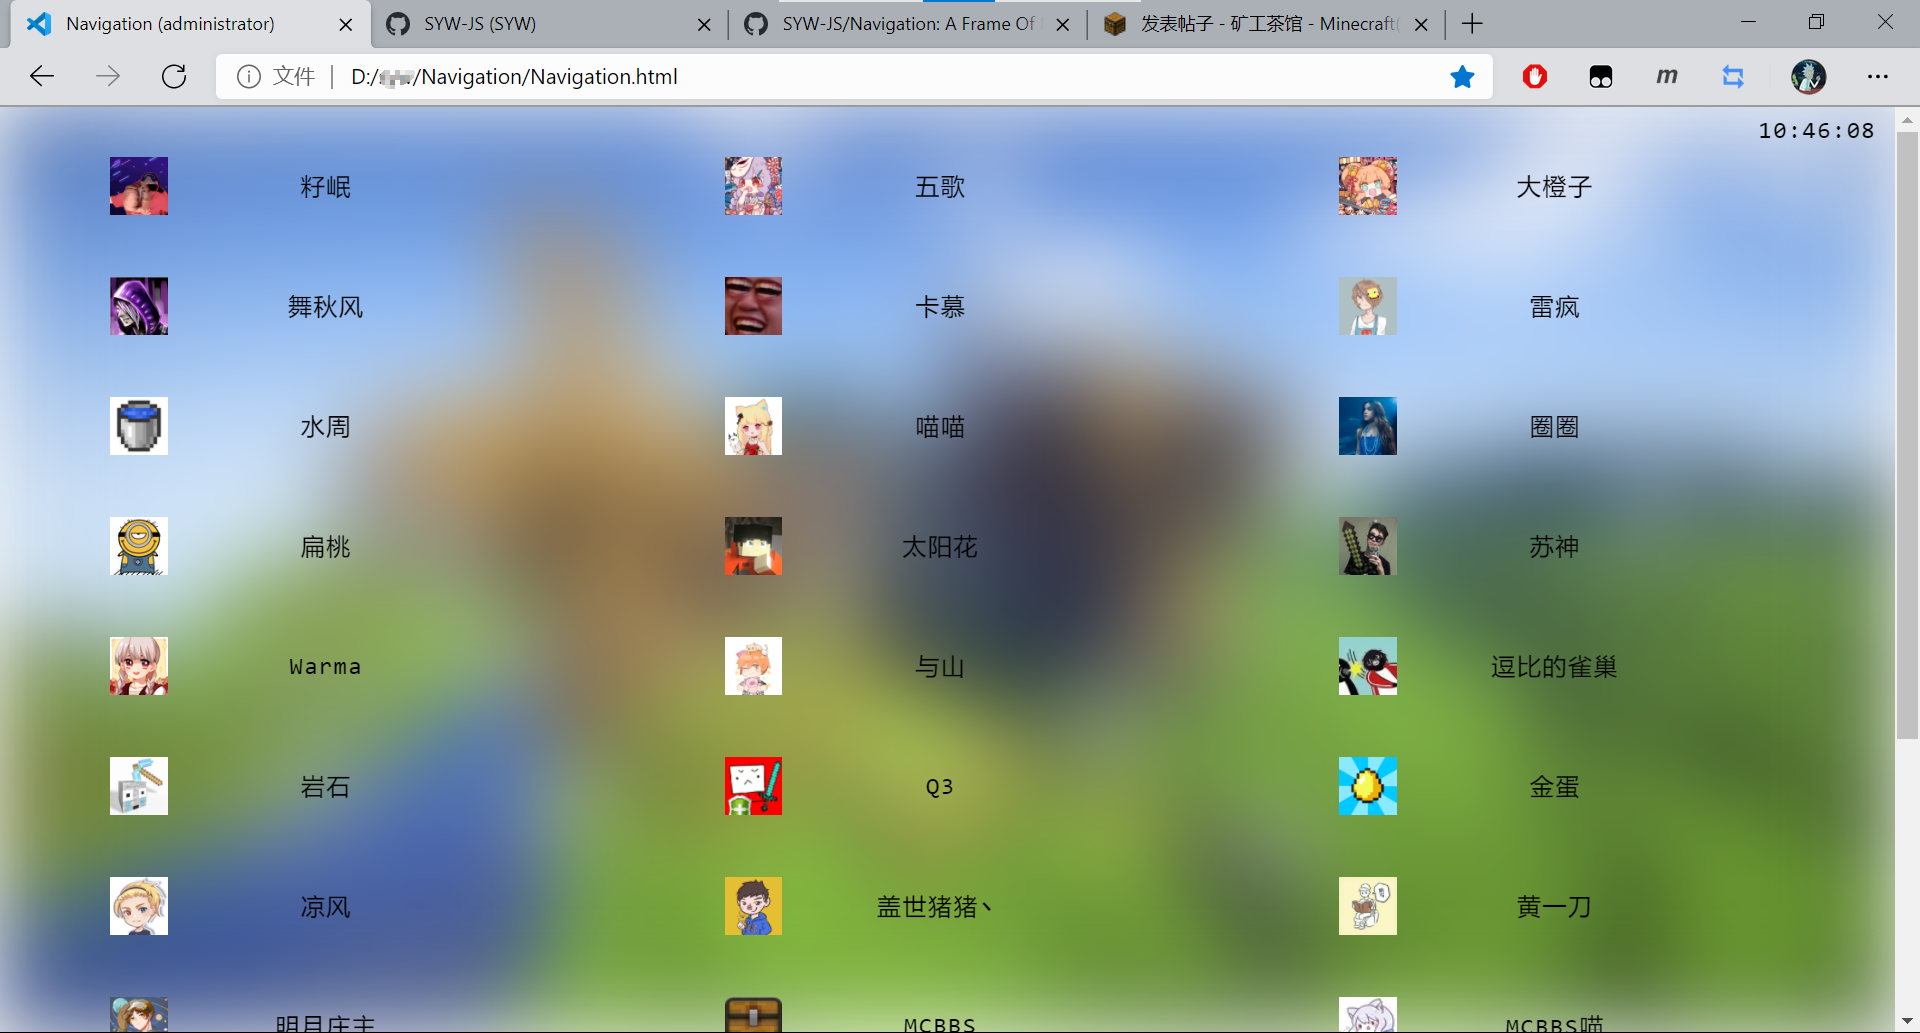 Navigation (administrator)
SYW-JS (SYW)
SYW-JS/Navigation: A Frame Of
发表帖子 - 矿工茶馆 - Minecraft(
文件
D:/
/Navigation/Navigation.html
m
10:46:08
籽岷
五歌
大橙子
舞秋风
卡慕
雷疯
水周
喵喵
圈圈
扁桃
太阳花
苏神
Warma
与山
逗比的雀巢
岩石
Q3
金蛋
凉风
盖世猪猪丶
黄一刀
明月庄主
MCBBS
MCBBS喵